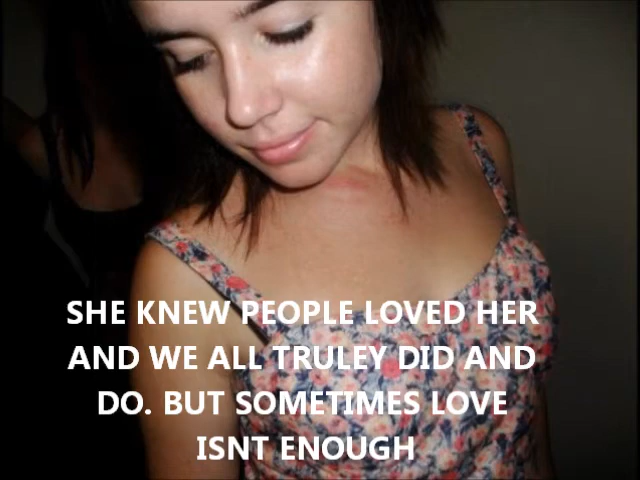 SHE KNEW PEOPLE LOVED HER
AND WE ALL TRULEY DID AND
DO. BUT SOMETIMES LOVE
ISNT ENOUGH